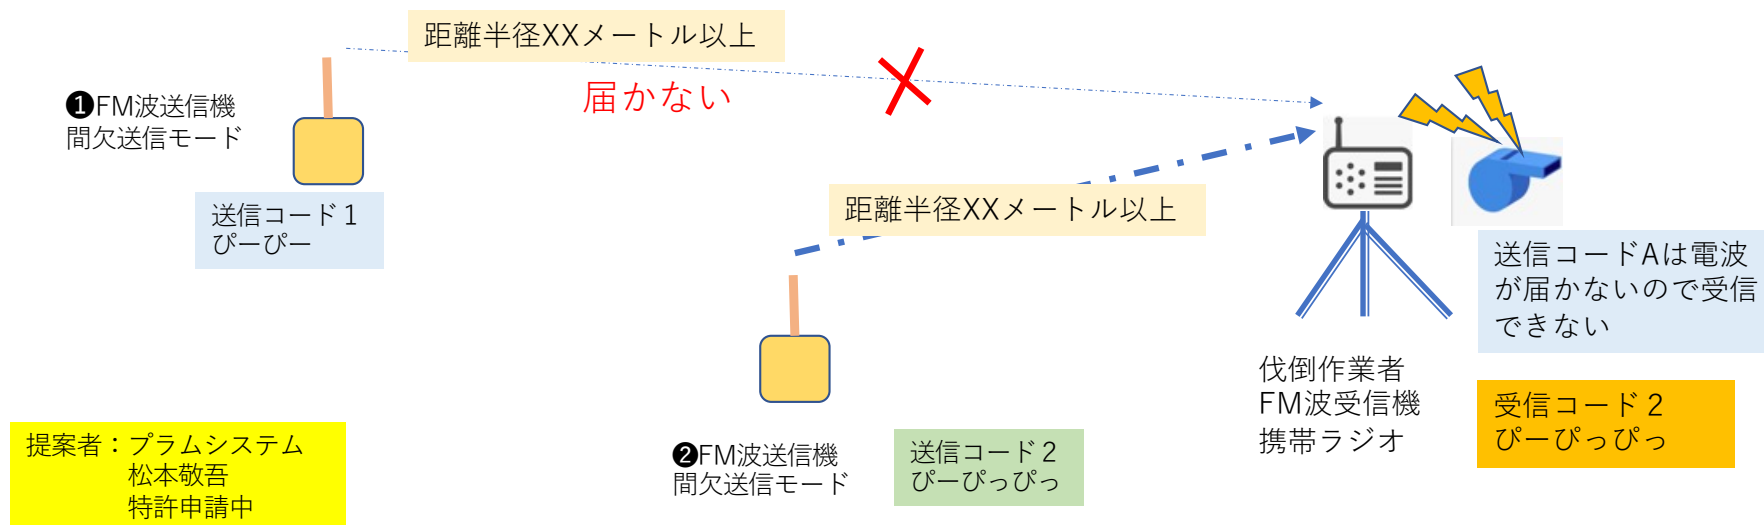 距離半径XXメートル以上
届かない
❶FM波送信機
間欠送信モード
送信コード１
ぴーぴー
距離半径XXメートル以上
送信コードAは電波
が届かないので受信
できない
伐倒作業者
FM波受信機
携帯ラジオ
受信コード２
ぴーぴっぴっ
❷FM波送信機
間欠送信モード
送信コード２
ぴーぴっぴっ
提案者：プラムシステム
松本敬吾
特許申請中